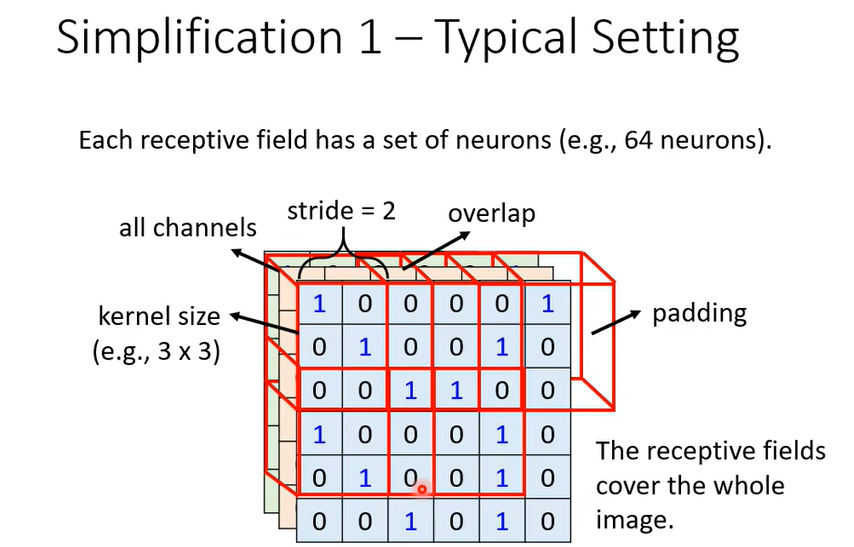 Simplification 1 – Typical Setting
Each receptive field has a set of neurons (e.g., 64 neurons).
all channels
stride = 2
overlap
kernel size
(e.g., 3 x 3)
padding
1 0 0 0 0 1
0 1 0 0 1 0
0 0 1 1 0 0
1 0 0 0 1 0
0 1 0 0 1 0
0 0 1 0 1 0
The receptive fields
cover the whole
image.